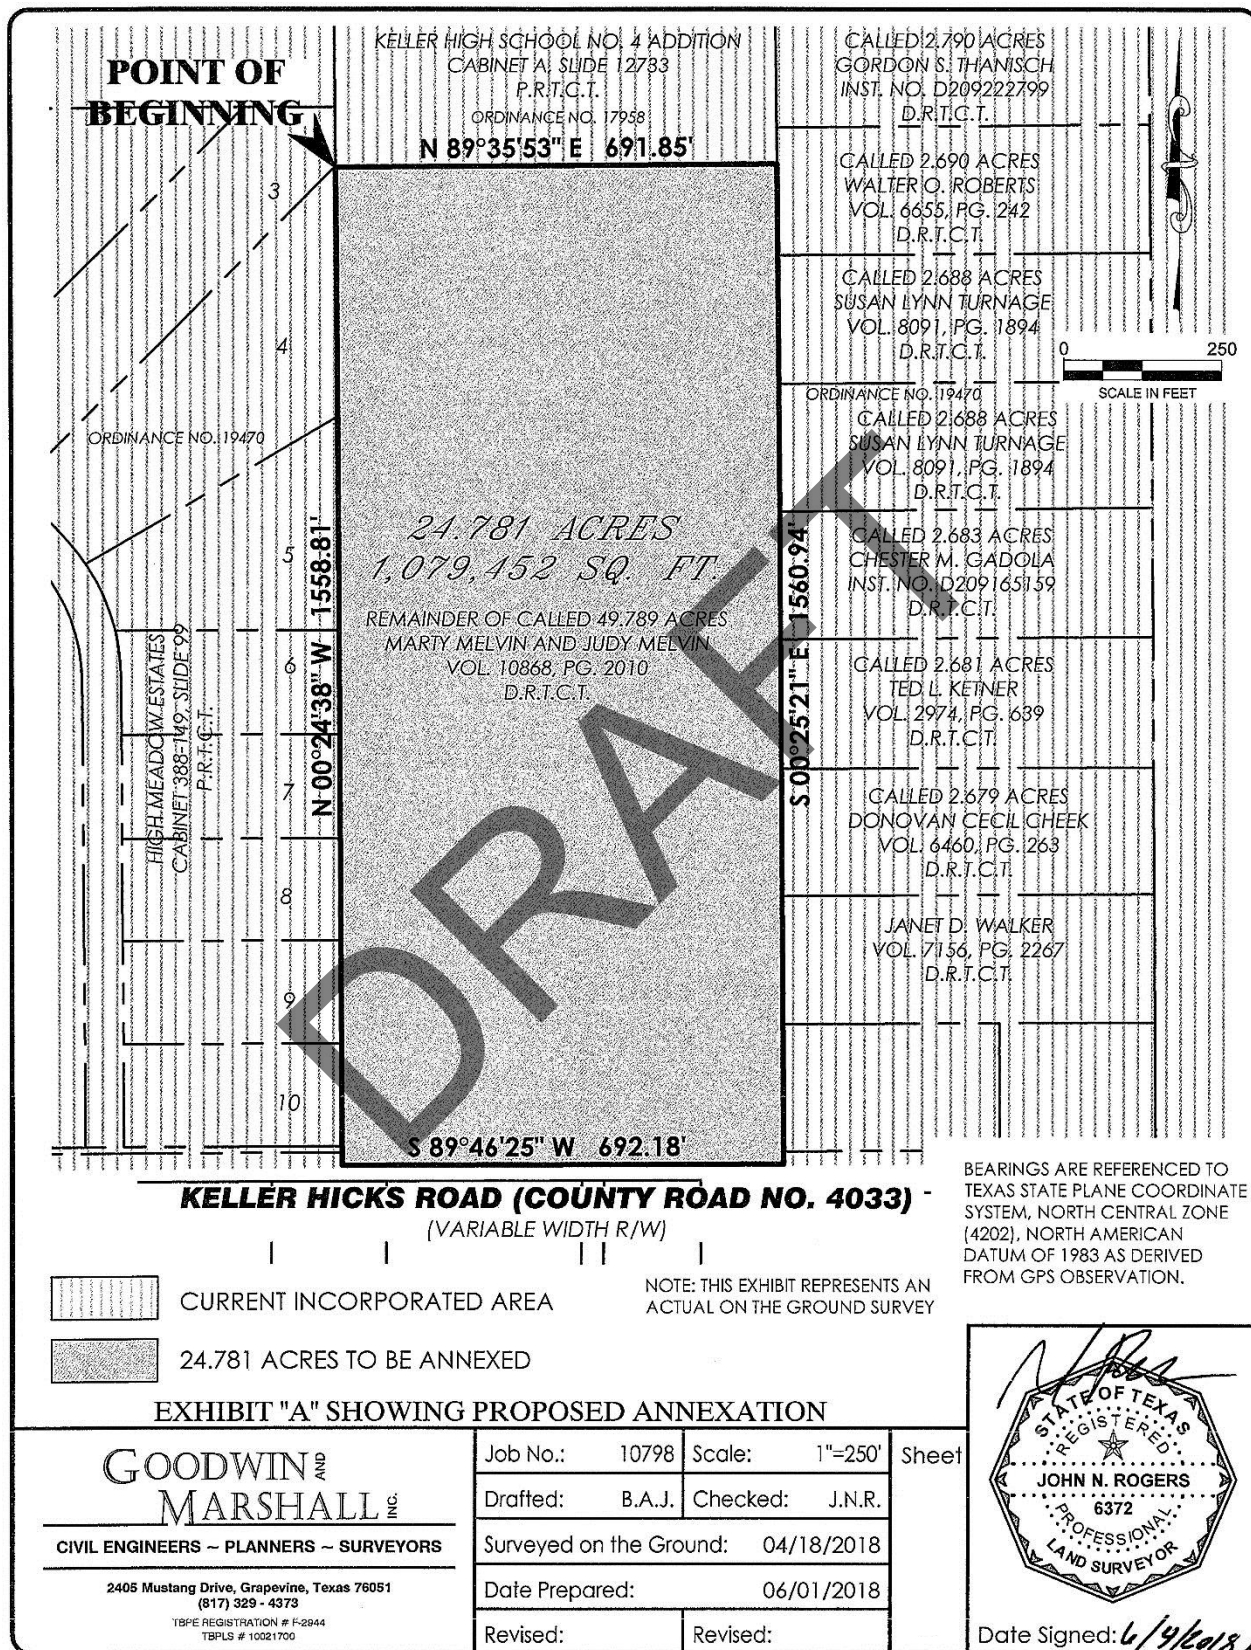 POINT OF
BEGINNING
KELLER HIGH SCHOOL NO. 4 ADDITION
CABINET A, SLIDE 12733
P.R.T.C.T.
ORDINANCE NO. 17958
N 89°35'53" E 691.85'
CALLED 2.790 ACRES
GORDON S. THANISCH
INST. NO. D209222799
D.R.T.C.T.
CALLED 2.690 ACRES
WALTER O. ROBERTS
VOL. 6655, PG. 242
D.R.T.C.T.
CALLED 2.688 ACRES
SUSAN LYNN TURNAGE
VOL. 8091, PG. 1894
D.R.T.C.T.
0 250
SCALE IN FEET
ORDINANCE NO. 19470
CALLED 2.688 ACRES
SUSAN LYNN TURNAGE
VOL. 8091, PG. 1894
D.R.T.C.T.
CALLED 2.683 ACRES
CHESTER M. GADOLA
INST. NO. D209165159
D.R.T.C.T.
CALLED 2.681 ACRES
TED L. KETNER
VOL. 2974, PG. 639
D.R.T.C.T.
CALLED 2.679 ACRES
DONOVAN CECIL CHEEK
VOL. 6460, PG. 263
D.R.T.C.T.
JANET D. WALKER
VOL. 7156, PG. 2267
D.R.T.C.T.
3
4
ORDINANCE NO. 19470
5
6
7
8
9
10
HIGH MEADOW ESTATES
CABINET 388-149, SLIDE 99
P.R.T.C.T.
N 00°24'38" W 1558.81'
24.781 ACRES
1,079,452 SQ. FT.
REMAINDER OF CALLED 49.789 ACRES
MARTY MELVIN AND JUDY MELVIN
VOL. 10868, PG. 2010
D.R.T.C.T.
S 00°25'21" E 1560.94'
DRAFT
S 89°46'25" W 692.18'
KELLER HICKS ROAD (COUNTY ROAD NO. 4033)
(VARIABLE WIDTH R/W)
BEARINGS ARE REFERENCED TO
TEXAS STATE PLANE COORDINATE
SYSTEM, NORTH CENTRAL ZONE
(4202), NORTH AMERICAN
DATUM OF 1983 AS DERIVED
FROM GPS OBSERVATION.
CURRENT INCORPORATED AREA
NOTE: THIS EXHIBIT REPRESENTS AN
ACTUAL ON THE GROUND SURVEY
24.781 ACRES TO BE ANNEXED
EXHIBIT "A" SHOWING PROPOSED ANNEXATION
GOODWIN AND
MARSHALL INC.
CIVIL ENGINEERS ~ PLANNERS ~ SURVEYORS
2405 Mustang Drive, Grapevine, Texas 76051
(817) 329 - 4373
TBPE REGISTRATION # F-2944
TBPLS # 10021700
Job No.: 10798 Scale: 1"=250' Sheet
Drafted: B.A.J. Checked: J.N.R.
Surveyed on the Ground: 04/18/2018
Date Prepared: 06/01/2018
Revised: Revised:
STATE OF TEXAS
REGISTERED
JOHN N. ROGERS
6372
PROFESSIONAL
LAND SURVEYOR
Date Signed: 6/4/2018